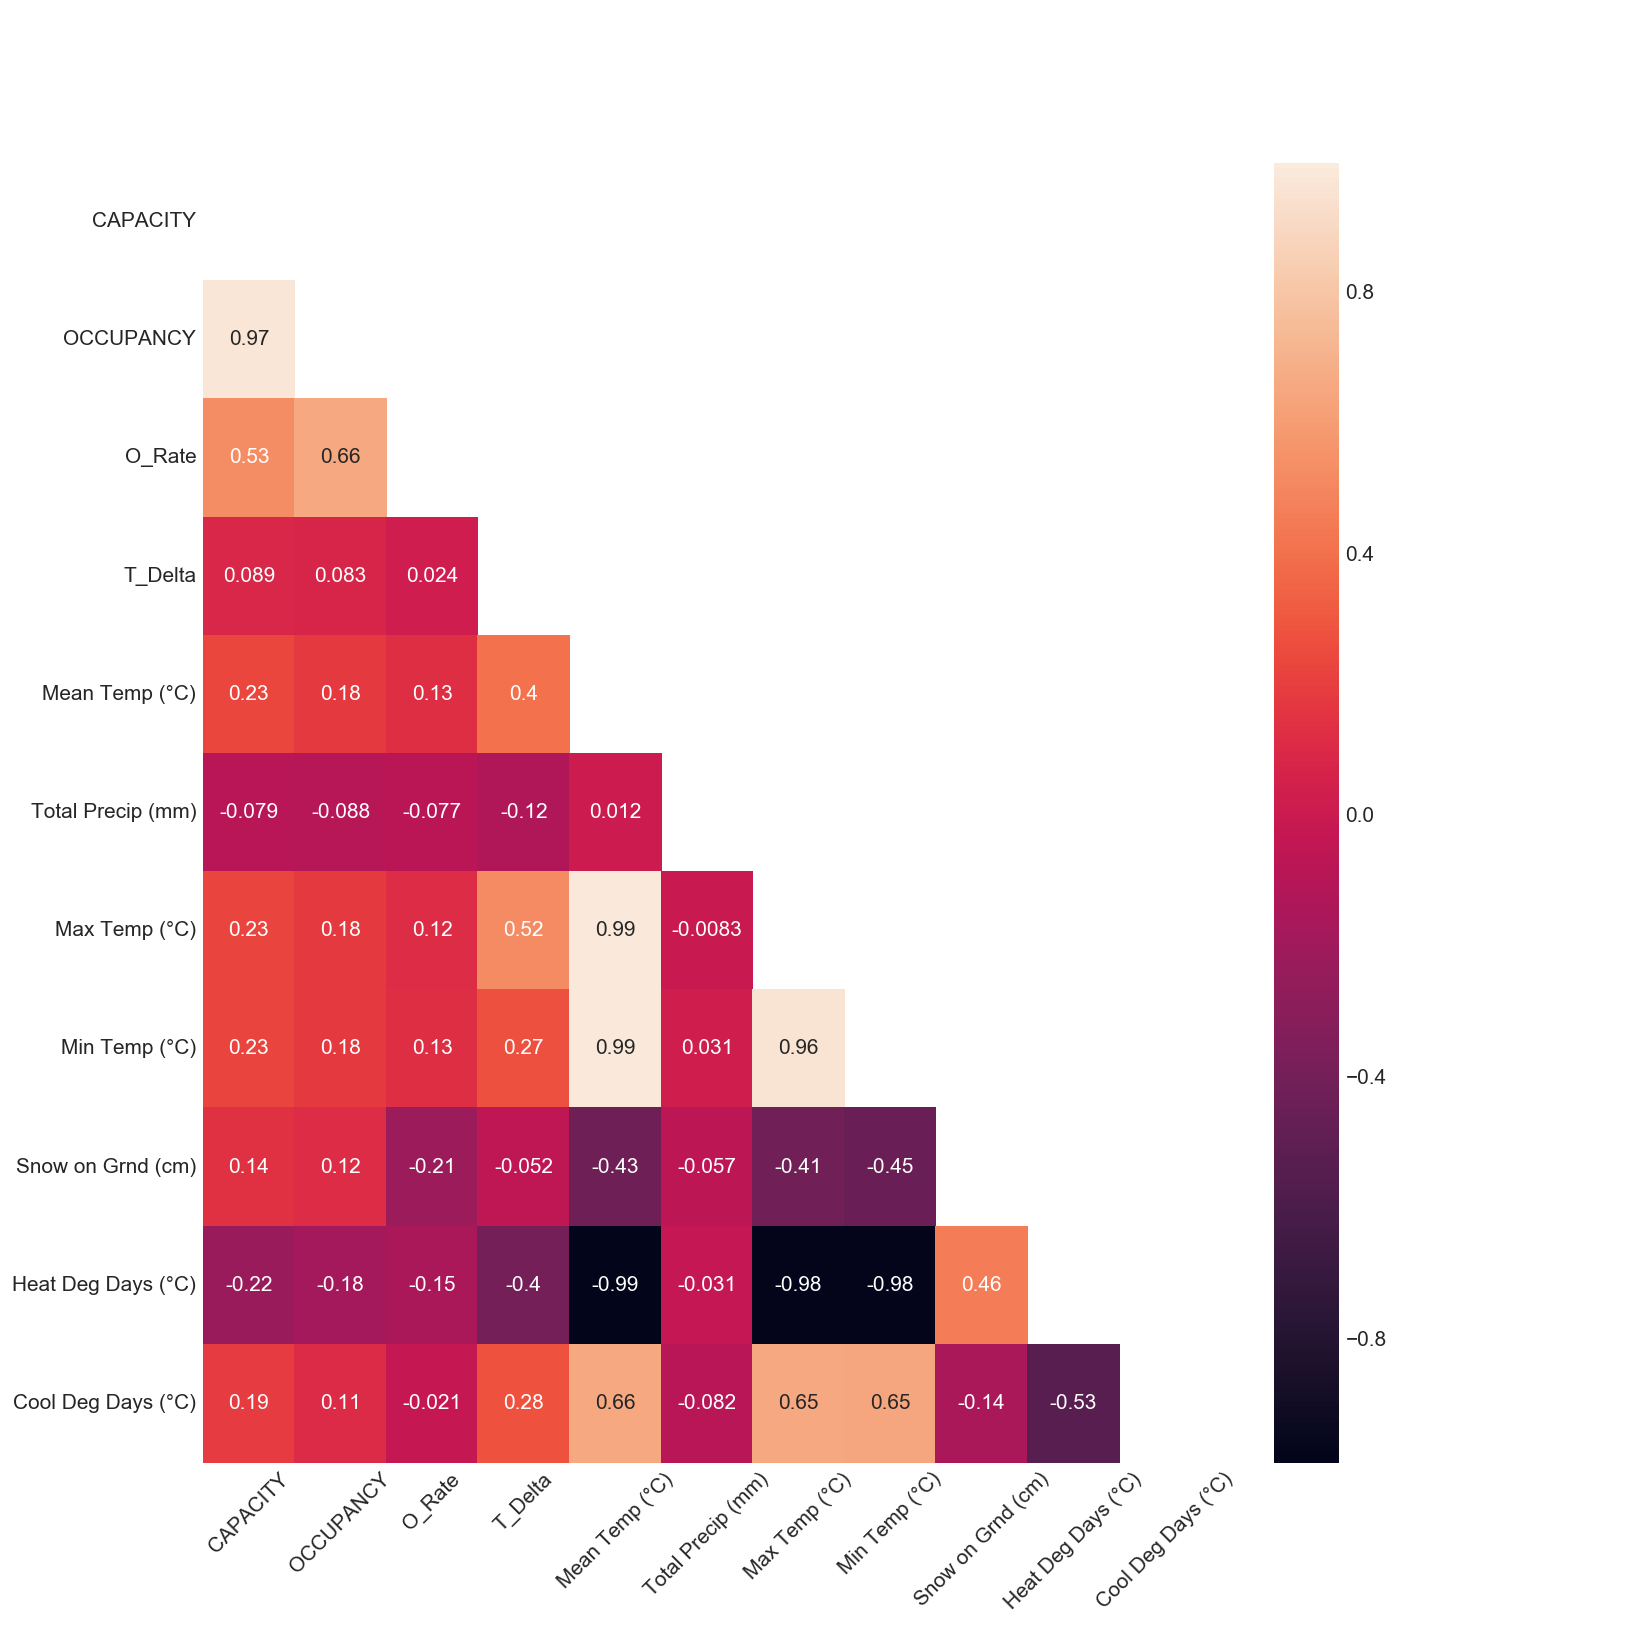 CAPACITY
OCCUPANCY 0.97
O_Rate 0.53 0.66
T_Delta 0.089 0.083 0.024
Mean Temp (°C) 0.23 0.18 0.13 0.4
Total Precip (mm) -0.079 -0.088 -0.077 -0.12 0.012
Max Temp (°C) 0.23 0.18 0.12 0.52 0.99 -0.0083
Min Temp (°C) 0.23 0.18 0.13 0.27 0.99 0.031 0.96
Snow on Grnd (cm) 0.14 0.12 -0.21 -0.052 -0.43 -0.057 -0.41 -0.45
Heat Deg Days (°C) -0.22 -0.18 -0.15 -0.4 -0.99 -0.031 -0.98 -0.98 0.46
Cool Deg Days (°C) 0.19 0.11 -0.021 0.28 0.66 -0.082 0.65 0.65 -0.14 -0.53
CAPACITY
OCCUPANCY
O_Rate
T_Delta
Mean Temp (°C)
Total Precip (mm)
Max Temp (°C)
Min Temp (°C)
Snow on Grnd (cm)
Heat Deg Days (°C)
Cool Deg Days (°C)
0.8
0.4
0.0
−0.4
−0.8